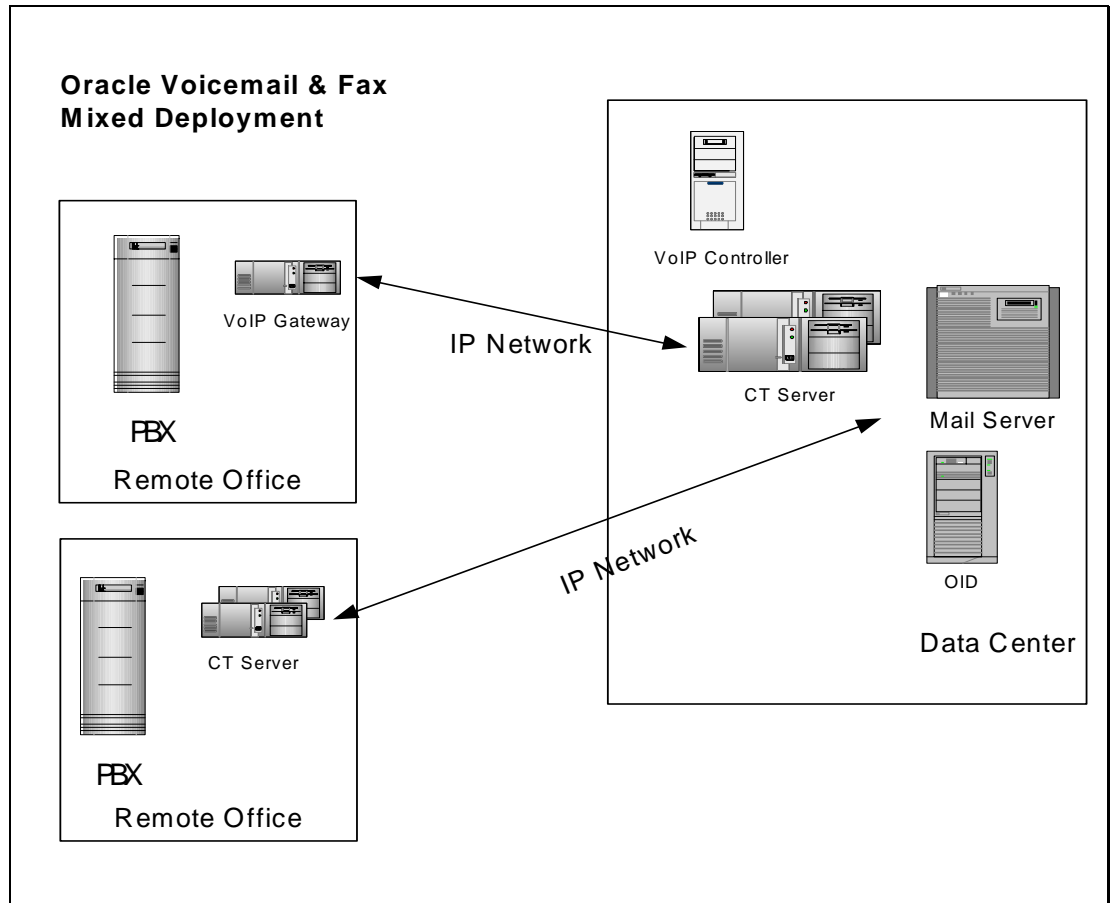 Oracle Voicemail & Fax
Mixed Deployment
VoIP Controller
VoIP Gateway
IP Network
CT Server
PBX
Mail Server
Remote Office
IP Network
OID
CT Server
Data Center
PBX
Remote Office